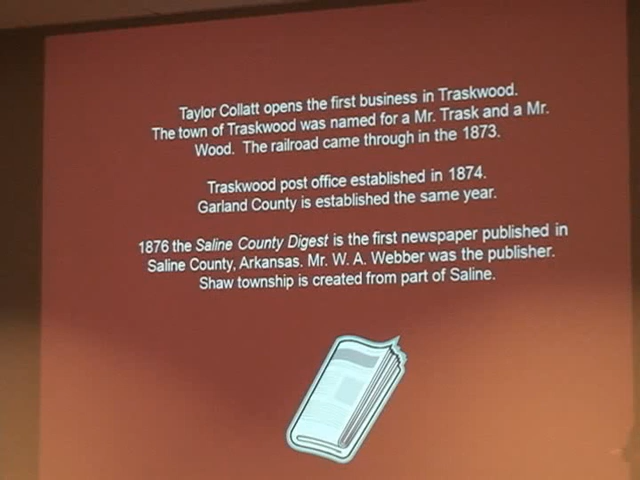 Taylor Collatt opens the first business in Traskwood.
The town of Traskwood was named for a Mr. Trask and a Mr.
Wood. The railroad came through in the 1873.
Traskwood post office established in 1874.
Garland County is established the same year.
1876 the Saline County Digest is the first newspaper published in
Saline County, Arkansas. Mr. W. A. Webber was the publisher.
Shaw township is created from part of Saline.